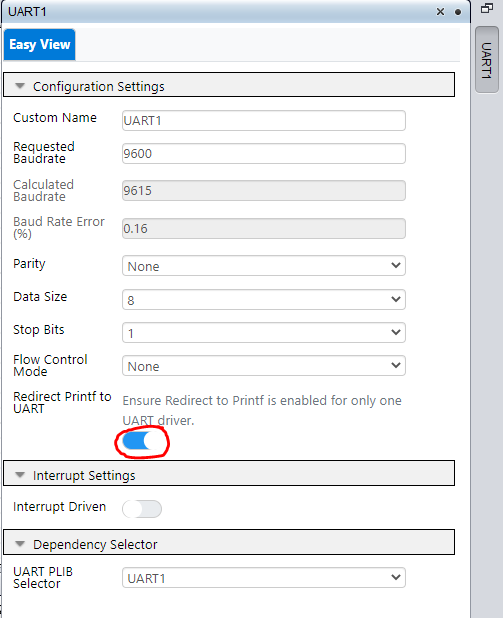 UART1
Easy View
UART1
Configuration Settings
Custom Name
UART1
Requested
Baudrate
9600
Calculated
Baudrate
9615
Baud Rate Error
(%)
0.16
Parity
None
Data Size
8
Stop Bits
1
Flow Control
Mode
None
Redirect Printf to
UART
Ensure Redirect to Printf is enabled for only one
UART driver.
Interrupt Settings
Interrupt Driven
Dependency Selector
UART PLIB
Selector
UART1